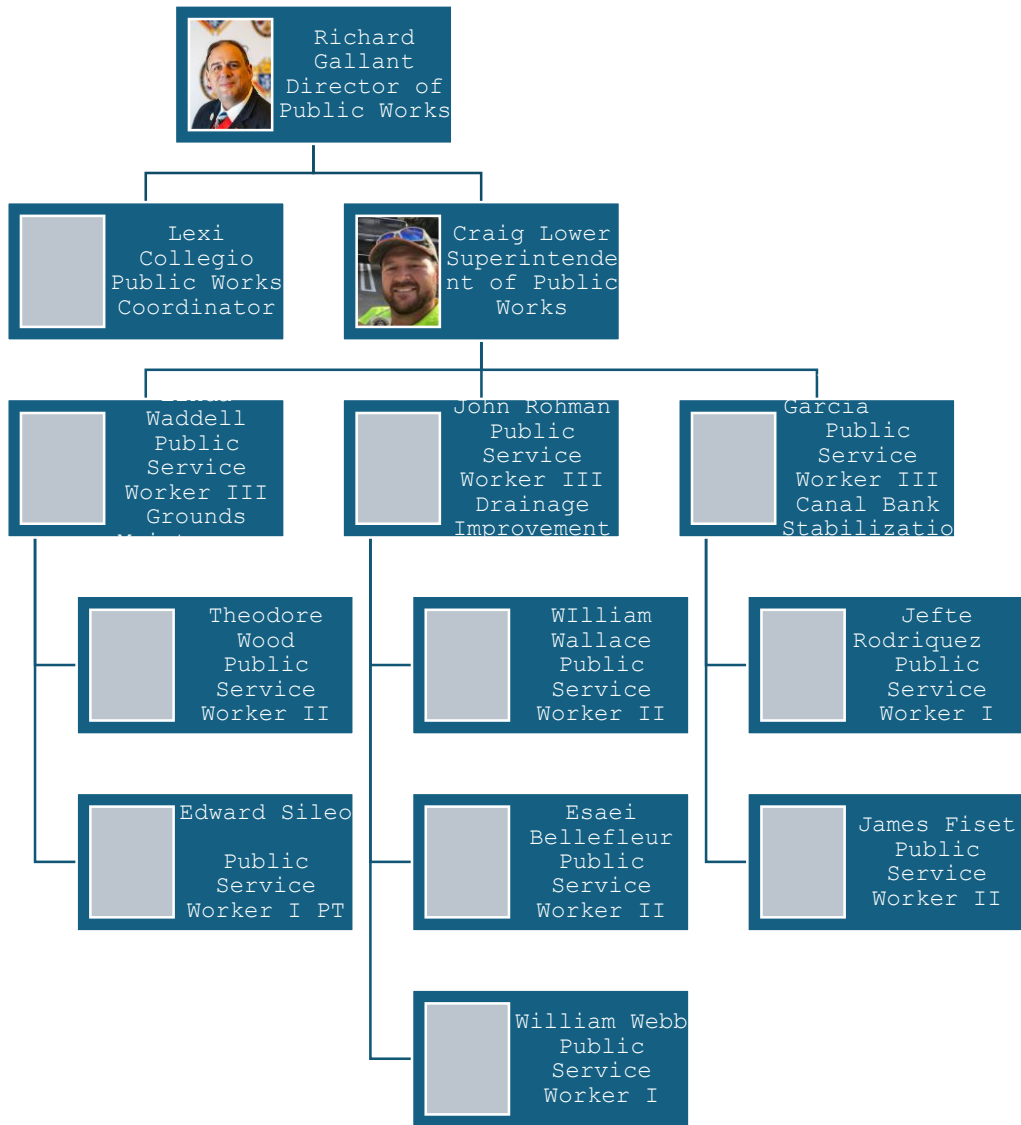 Richard
Gallant
Director of
Public Works
Lexi
Collegio
Public Works
Coordinator
Craig Lower
Superintende
nt of Public
Works
Waddell
Public
Service
Worker III
Grounds
John Rohman
Public
Service
Worker III
Drainage
Improvement
Garcia
Public
Service
Worker III
Canal Bank
Stabilizatio
Theodore
Wood
Public
Service
Worker II
WIlliam
Wallace
Public
Service
Worker II
Jefte
Rodriquez
Public
Service
Worker I
Edward Sileo
Public
Service
Worker I PT
Esaei
Bellefleur
Public
Service
Worker II
James Fiset
Public
Service
Worker II
William Webb
Public
Service
Worker I